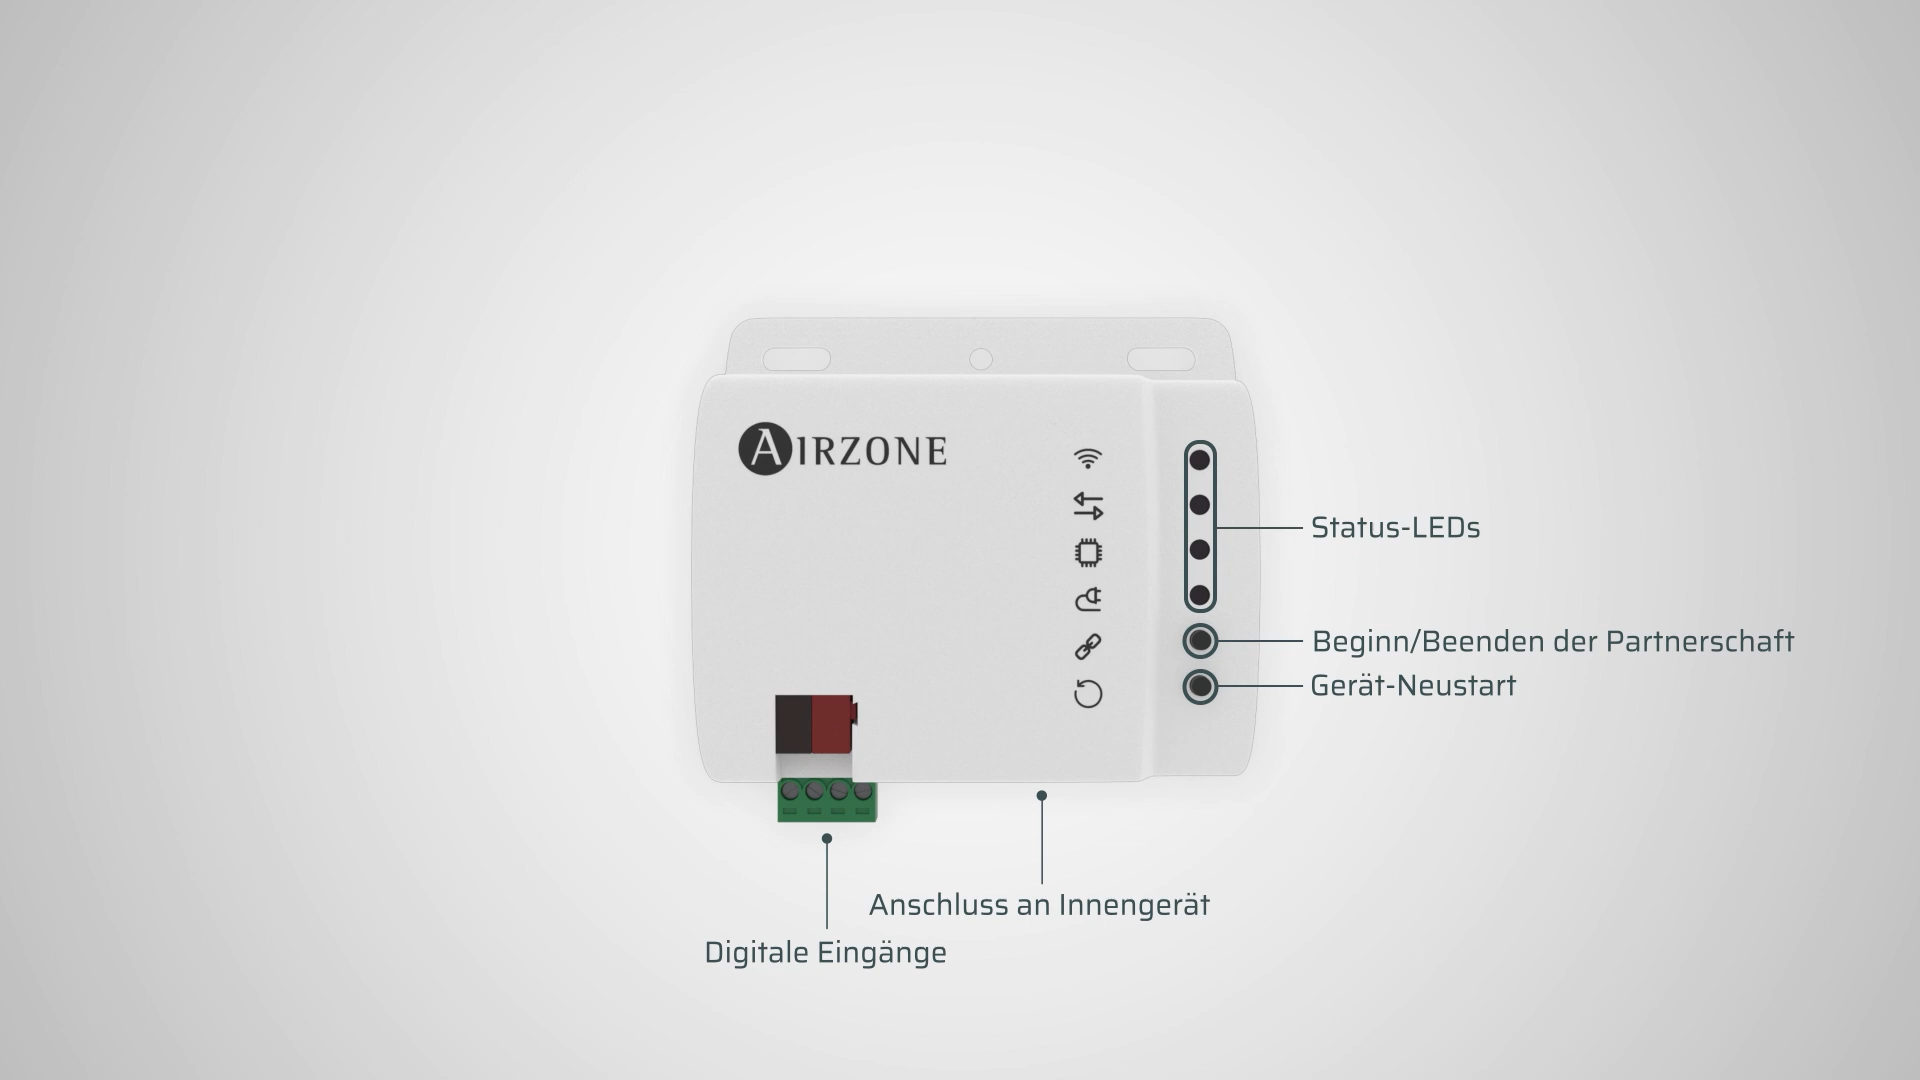 AIRZONE
Status-LEDs
Beginn/Beenden der Partnerschaft
Gerät-Neustart
Anschluss an Innengerät
Digitale Eingänge